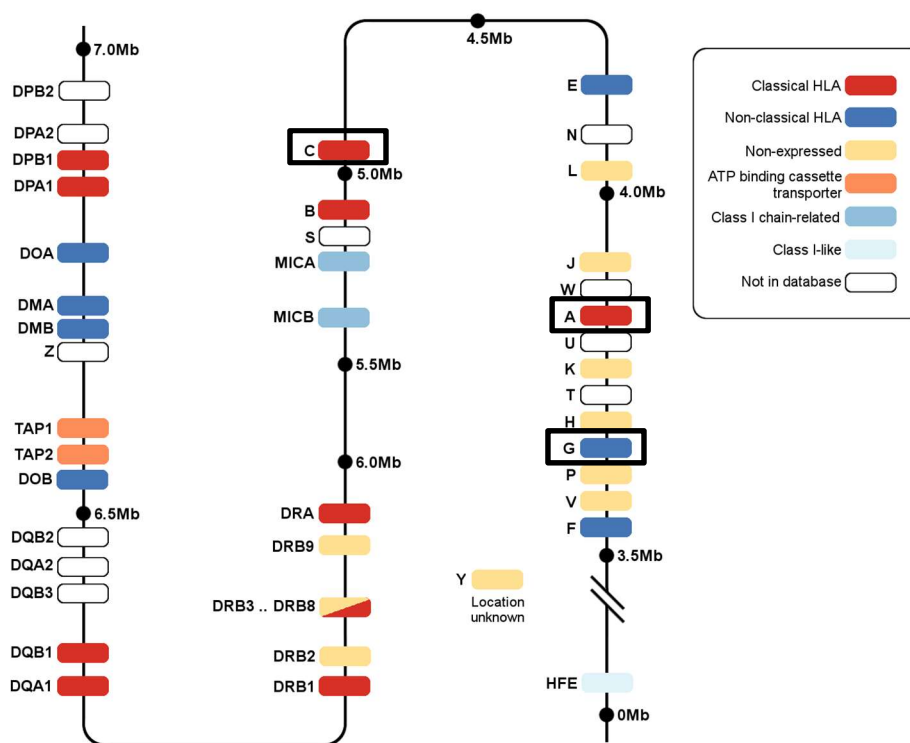 7.0Mb
DPB2
DPA2
DPB1
DPA1
DOA
DMA
DMB
Z
TAP1
TAP2
DOB
6.5Mb
DQB2
DQA2
DQB3
DQB1
DQA1
4.5Mb
C
5.0Mb
B
S
MICA
MICB
5.5Mb
6.0Mb
DRA
DRB9
DRB3 .. DRB8
DRB2
DRB1
E
N
L
4.0Mb
J
W
A
U
K
T
H
G
P
V
F
3.5Mb
Y
Location
unknown
HFE
0Mb
Classical HLA
Non-classical HLA
Non-expressed
ATP binding cassette
transporter
Class I chain-related
Class I-like
Not in database